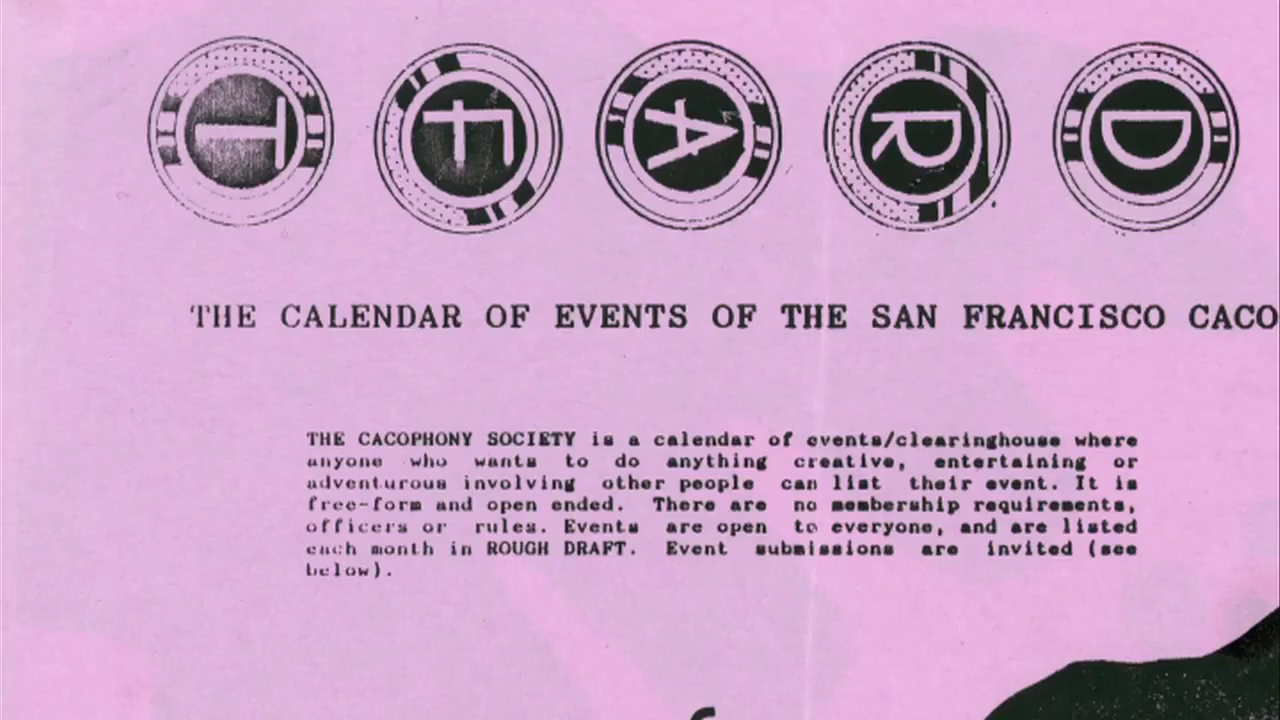 T F A R D
THE CALENDAR OF EVENTS OF THE SAN FRANCISCO CACO
THE CACOPHONY SOCIETY is a calendar of events/clearinghouse where
anyone who wants to do anything creative, entertaining or
adventurous involving other people can list their event. It is
free-form and open ended. There are no membership requirements,
officers or rules. Events are open to everyone, and are listed
each month in ROUGH DRAFT. Event submissions are invited (see
below).